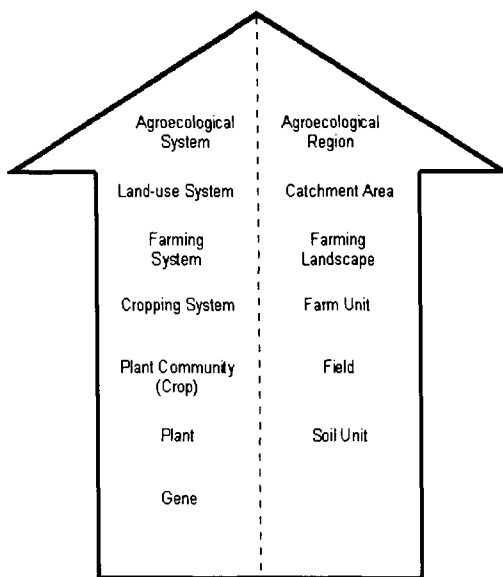 Agroecological
System
Agroecological
Region
Land-use System
Catchment Area
Farming
System
Farming
Landscape
Cropping System
Farm Unit
Plant Community
(Crop)
Field
Plant
Soil Unit
Gene